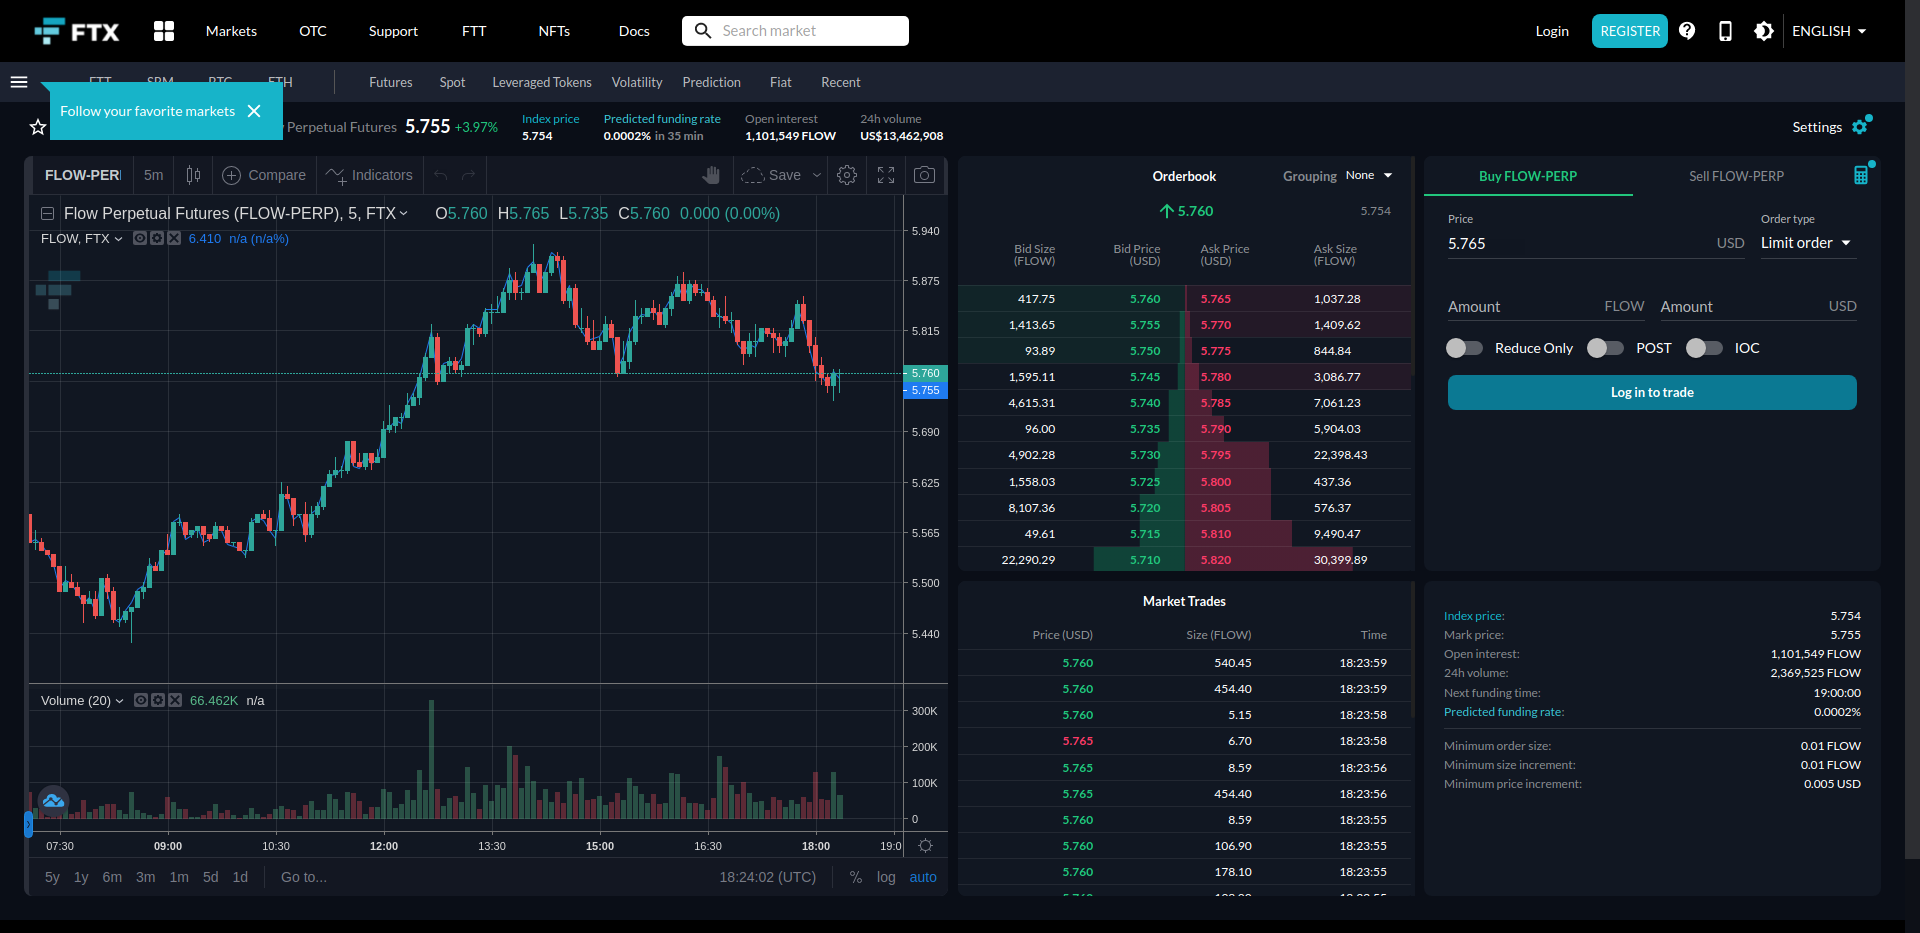 FTX
Markets
OTC
Support
FTT
NFTs
Docs
Search market
Login
REGISTER
ENGLISH
Futures
Spot
Leveraged Tokens
Volatility
Prediction
Fiat
Recent
Follow your favorite markets
Perpetual Futures 5.755 +3.97%
Index price
5.754
Predicted funding rate
0.0002% in 35 min
Open interest
1,101,549 FLOW
24h volume
US$13,462,908
Settings
FLOW-PER
5m
Compare
Indicators
Save
Flow Perpetual Futures (FLOW-PERP), 5, FTX O5.760 H5.765 L5.735 C5.760 0.000 (0.00%)
FLOW, FTX 6.410 n/a (n/a%)
5.940
5.875
5.815
5.760
5.755
5.690
5.625
5.565
5.500
5.440
Volume (20) 66.462K n/a
300K
200K
100K
0
07:30 09:00 10:30 12:00 13:30 15:00 16:30 18:00 19:0
5y 1y 6m 3m 1m 5d 1d Go to... 18:24:02 (UTC) % log auto
Orderbook
Grouping None
5.760 5.754
Bid Size (FLOW) Bid Price (USD) Ask Price (USD) Ask Size (FLOW)
417.75 5.760 5.765 1,037.28
1,413.65 5.755 5.770 1,409.62
93.89 5.750 5.775 844.84
1,595.11 5.745 5.780 3,086.77
4,615.31 5.740 5.785 7,061.23
96.00 5.735 5.790 5,904.03
4,902.28 5.730 5.795 22,398.43
1,558.03 5.725 5.800 437.36
8,107.36 5.720 5.805 576.37
49.61 5.715 5.810 9,490.47
22,290.29 5.710 5.820 30,399.89
Market Trades
Price (USD) Size (FLOW) Time
5.760 540.45 18:23:59
5.760 454.40 18:23:59
5.760 5.15 18:23:58
5.765 6.70 18:23:58
5.765 8.59 18:23:56
5.765 454.40 18:23:56
5.760 8.59 18:23:55
5.760 106.90 18:23:55
5.760 178.10 18:23:55
Buy FLOW-PERP
Sell FLOW-PERP
Price
5.765 USD
Order type
Limit order
Amount FLOW
Amount USD
Reduce Only
POST
IOC
Log in to trade
Index price: 5.754
Mark price: 5.755
Open interest: 1,101,549 FLOW
24h volume: 2,369,525 FLOW
Next funding time: 19:00:00
Predicted funding rate: 0.0002%
Minimum order size: 0.01 FLOW
Minimum size increment: 0.01 FLOW
Minimum price increment: 0.005 USD